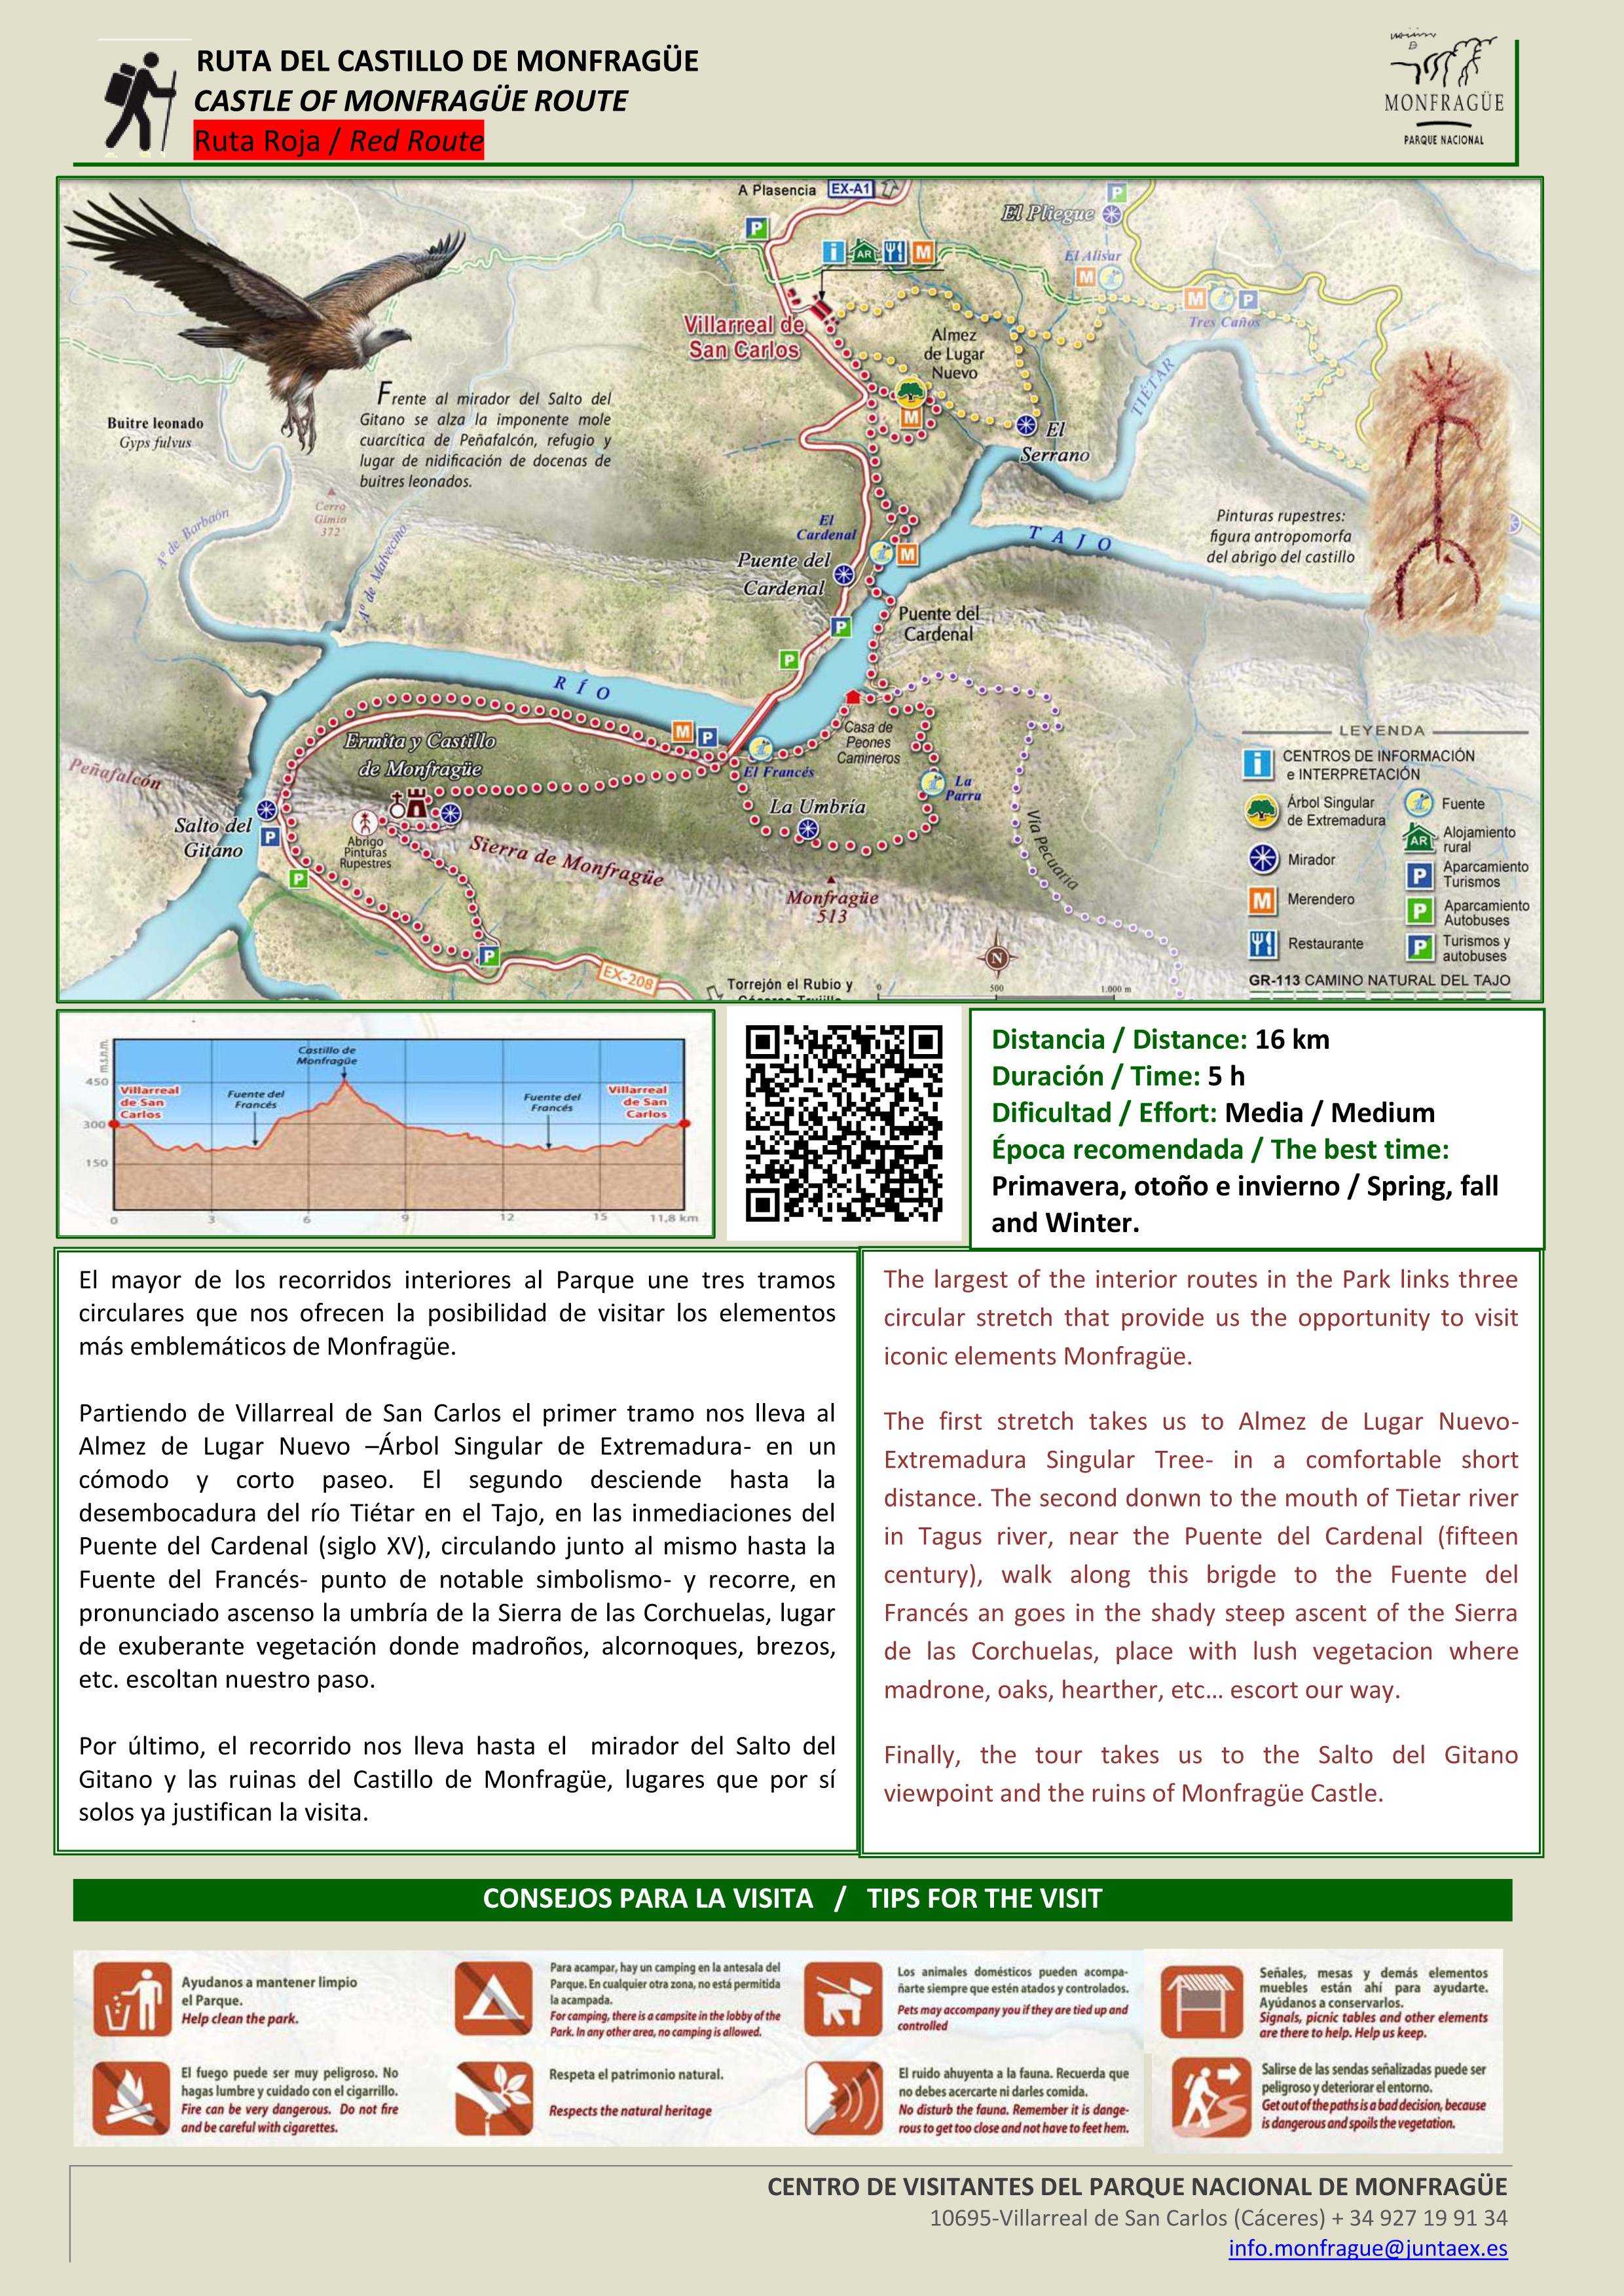 RUTA DEL CASTILLO DE MONFRAGÜE
CASTLE OF MONFRAGÜE ROUTE
Ruta Roja / Red Route
MONFRAGÜE
PARQUE NACIONAL
A Plasencia EX-A1
P
El Pliegue
P
i AR M
El Alisar
M
M P
Tres Caños
Villarreal de
San Carlos
Almez
de Lugar
Nuevo
M
TIÉTAR
El
Serrano
Buitre leonado
Gyps fulvus
Frente al mirador del Salto del
Gitano se alza la imponente mole
cuarcítica de Peñafalcón, refugio y
lugar de nidificación de docenas de
buitres leonados.
Cerro
Gimio
372
Aº de Barbaón
Aº de Malvecino
El
Cardenal
M
Puente del
Cardenal
TAJO
Pinturas rupestres:
figura antropomorfa
del abrigo del castillo
P
Puente del
Cardenal
P
RÍO
M P
Casa de
Peones
Camineros
El Francés
Ermita y Castillo
de Monfragüe
La
Parra
La Umbría
Peñafalcón
Salto del
Gitano
P
Abrigo
Pinturas
Rupestres
P
Sierra de Monfragüe
Monfragüe
513
Vía Pecuaria
P
EX-208
N
Torrejón el Rubio y
0 500 1.000 m
LEYENDA
i CENTROS DE INFORMACIÓN
e INTERPRETACIÓN
Árbol Singular
de Extremadura
Fuente
Mirador
AR Alojamiento
rural
M Merendero
P Aparcamiento
Turismos
P Aparcamiento
Autobuses
Restaurante
P Turismos y
autobuses
GR-113 CAMINO NATURAL DEL TAJO
m.s.n.m.
450
300
150
Villarreal
de San
Carlos
Fuente del
Francés
Castillo de
Monfragüe
Fuente del
Francés
Villarreal
de San
Carlos
0 3 6 9 12 15 11,8 km
Distancia / Distance: 16 km
Duración / Time: 5 h
Dificultad / Effort: Media / Medium
Época recomendada / The best time:
Primavera, otoño e invierno / Spring, fall
and Winter.
El mayor de los recorridos interiores al Parque une tres tramos
circulares que nos ofrecen la posibilidad de visitar los elementos
más emblemáticos de Monfragüe.
Partiendo de Villarreal de San Carlos el primer tramo nos lleva al
Almez de Lugar Nuevo –Árbol Singular de Extremadura- en un
cómodo y corto paseo. El segundo desciende hasta la
desembocadura del río Tiétar en el Tajo, en las inmediaciones del
Puente del Cardenal (siglo XV), circulando junto al mismo hasta la
Fuente del Francés- punto de notable simbolismo- y recorre, en
pronunciado ascenso la umbría de la Sierra de las Corchuelas, lugar
de exuberante vegetación donde madroños, alcornoques, brezos,
etc. escoltan nuestro paso.
Por último, el recorrido nos lleva hasta el mirador del Salto del
Gitano y las ruinas del Castillo de Monfragüe, lugares que por sí
solos ya justifican la visita.
The largest of the interior routes in the Park links three
circular stretch that provide us the opportunity to visit
iconic elements Monfragüe.
The first stretch takes us to Almez de Lugar Nuevo-
Extremadura Singular Tree- in a comfortable short
distance. The second donwn to the mouth of Tietar river
in Tagus river, near the Puente del Cardenal (fifteen
century), walk along this brigde to the Fuente del
Francés an goes in the shady steep ascent of the Sierra
de las Corchuelas, place with lush vegetacion where
madrone, oaks, hearther, etc… escort our way.
Finally, the tour takes us to the Salto del Gitano
viewpoint and the ruins of Monfragüe Castle.
CONSEJOS PARA LA VISITA / TIPS FOR THE VISIT
Ayudanos a mantener limpio
el Parque.
Help clean the park.
Para acampar, hay un camping en la antesala del
Parque. En cualquier otra zona, no está permitida
la acampada.
For camping, there is a campsite in the lobby of the
Park. In any other area, no camping is allowed.
Los animales domésticos pueden acompa-
ñarte siempre que estén atados y controlados.
Pets may accompany you if they are tied up and
controlled
Señales, mesas y demás elementos
muebles están ahí para ayudarte.
Ayúdanos a conservarlos.
Signals, picnic tables and other elements
are there to help. Help us keep.
El fuego puede ser muy peligroso. No
hagas lumbre y cuidado con el cigarrillo.
Fire can be very dangerous. Do not fire
and be careful with cigarettes.
Respeta el patrimonio natural.
Respects the natural heritage
El ruido ahuyenta a la fauna. Recuerda que
no debes acercarte ni darles comida.
No disturb the fauna. Remember it is dange-
rous to get too close and not have to feet hem.
Salirse de las sendas señalizadas puede ser
peligroso y deteriorar el entorno.
Get out of the paths is a bad decision, because
is dangerous and spoils the vegetation.
CENTRO DE VISITANTES DEL PARQUE NACIONAL DE MONFRAGÜE
10695-Villarreal de San Carlos (Cáceres) + 34 927 19 91 34
info.monfrague@juntaex.es